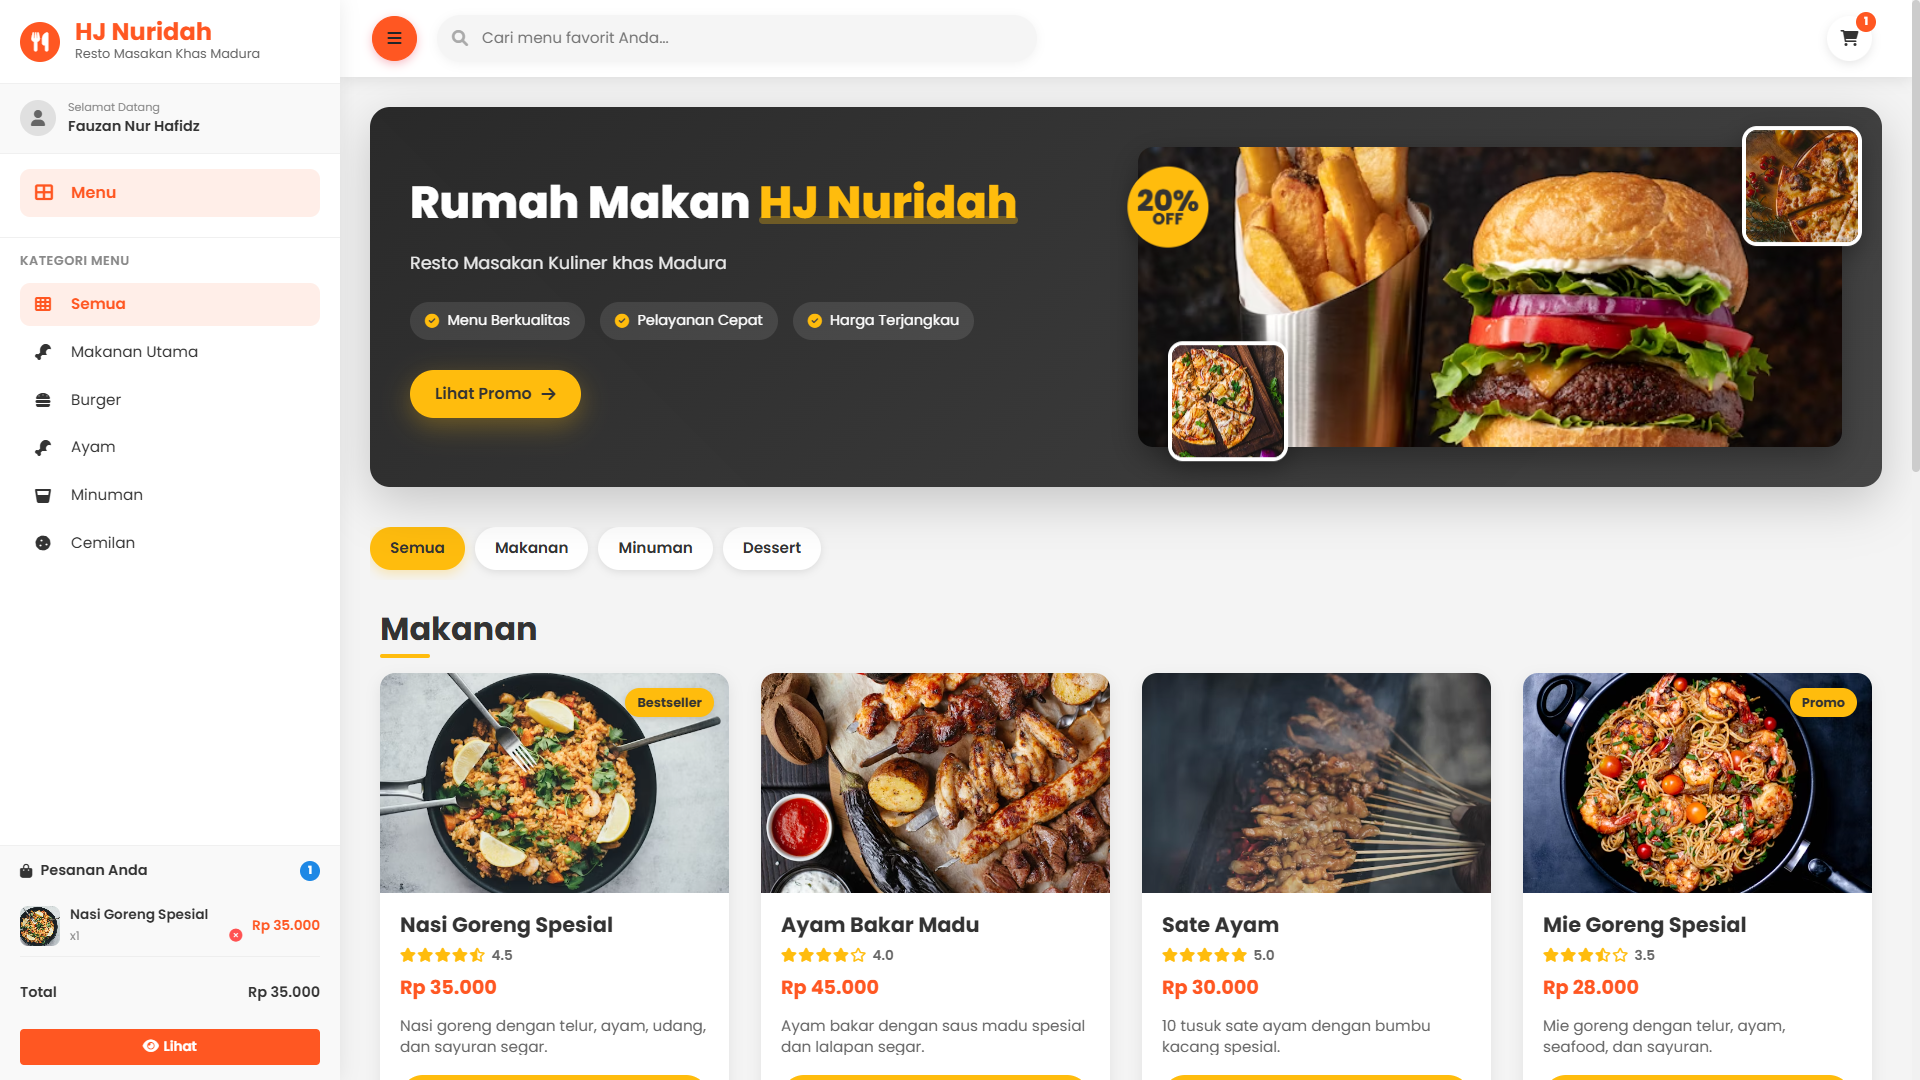 HJ Nuridah
Resto Masakan Khas Madura
Selamat Datang
Fauzan Nur Hafidz
Menu
KATEGORI MENU
Semua
Makanan Utama
Burger
Ayam
Minuman
Cemilan
Pesanan Anda
1
Nasi Goreng Spesial
x1
Rp 35.000
Total
Rp 35.000
Lihat
Cari menu favorit Anda...
1
Rumah Makan HJ Nuridah
Resto Masakan Kuliner khas Madura
Menu Berkualitas
Pelayanan Cepat
Harga Terjangkau
Lihat Promo
20%
OFF
Semua
Makanan
Minuman
Dessert
Makanan
Bestseller
Nasi Goreng Spesial
4.5
Rp 35.000
Nasi goreng dengan telur, ayam, udang,
dan sayuran segar.
Ayam Bakar Madu
4.0
Rp 45.000
Ayam bakar dengan saus madu spesial
dan lalapan segar.
Sate Ayam
5.0
Rp 30.000
10 tusuk sate ayam dengan bumbu
kacang spesial.
Promo
Mie Goreng Spesial
3.5
Rp 28.000
Mie goreng dengan telur, ayam,
seafood, dan sayuran.